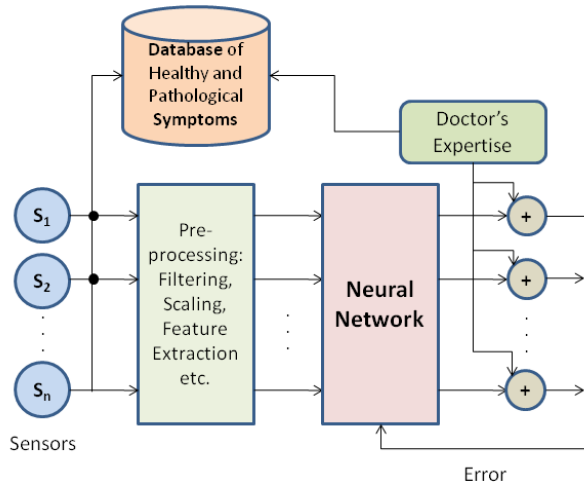 Database of
Healthy and
Pathological
Symptoms
Doctor's
Expertise
S1
S2
Sn
Sensors
Pre-
processing:
Filtering,
Scaling,
Feature
Extraction
etc.
Neural
Network
+
+
+
Error